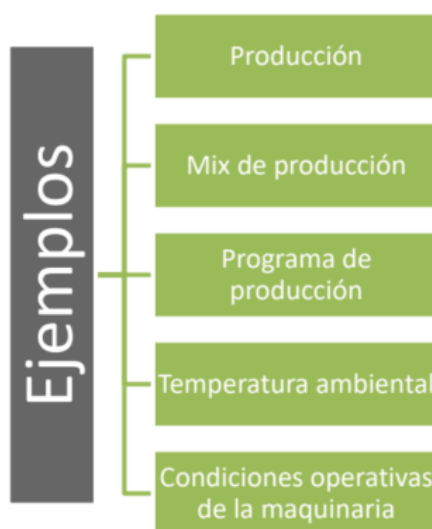 Ejemplos
Producción
Mix de producción
Programa de
producción
Temperatura ambiental
Condiciones operativas
de la maquinaria